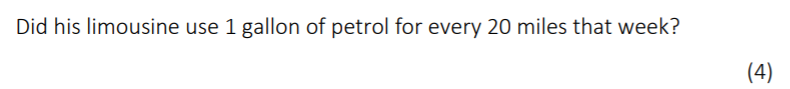 Did his limousine use 1 gallon of petrol for every 20 miles that week?
(4)